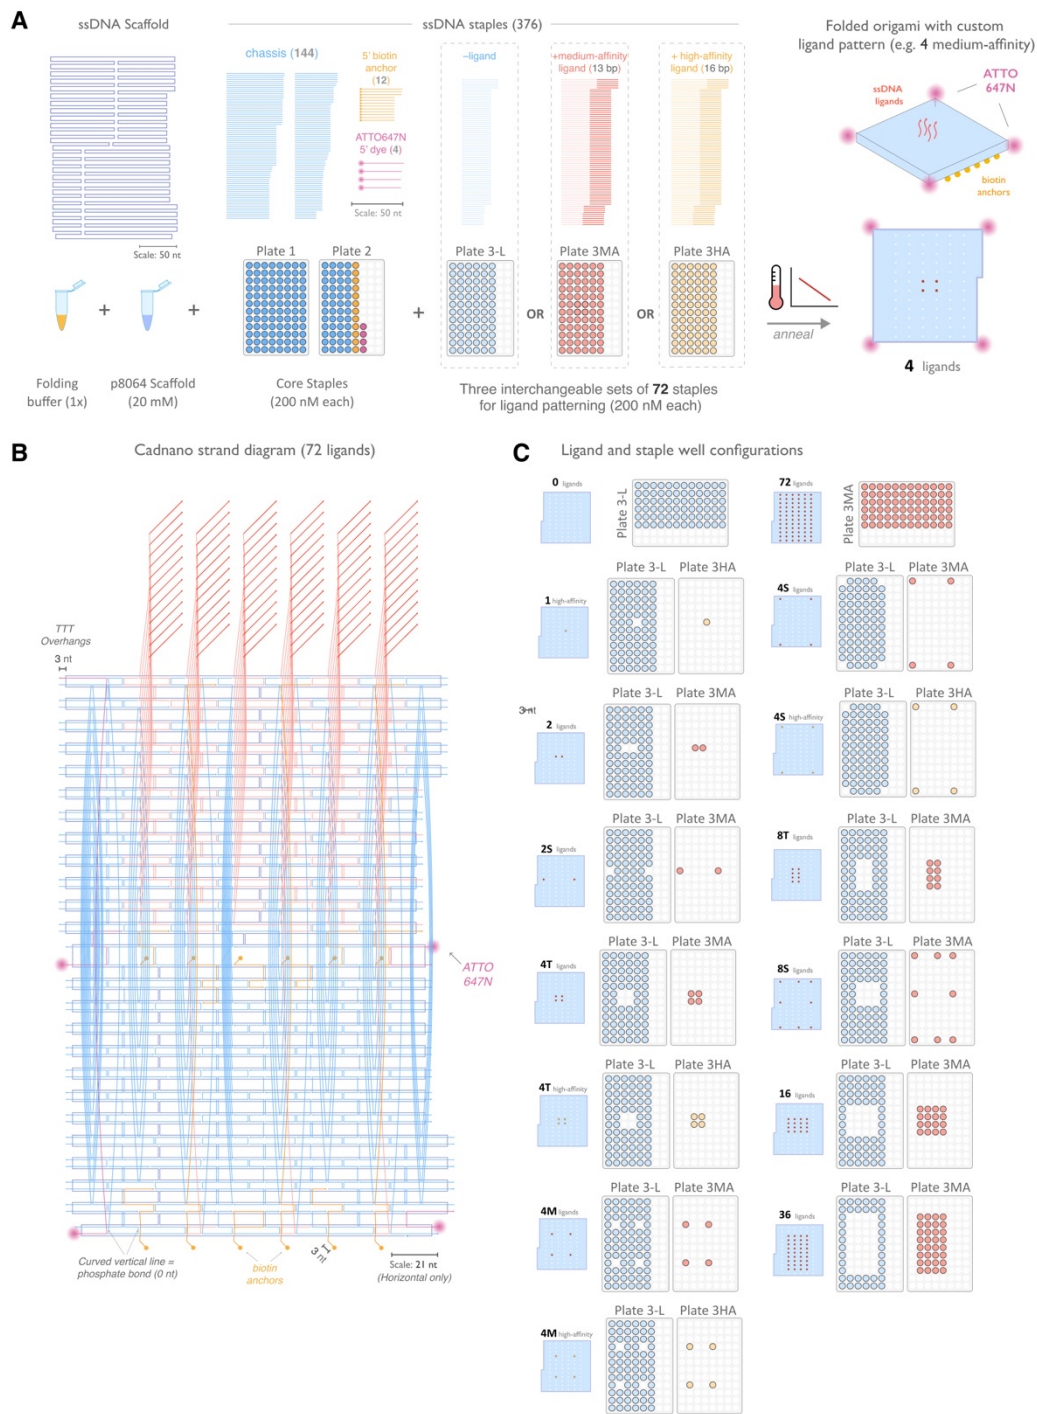 A
ssDNA Scaffold
ssDNA staples (376)
Folded origami with custom
ligand pattern (e.g. 4 medium-affinity)
chassis (144)
5' biotin
anchor
(12)
ATTO647N
5' dye (4)
Scale: 50 nt
–ligand
+medium-affinity
ligand (13 bp)
+ high-affinity
ligand (16 bp)
ssDNA
ligands
ATTO
647N
biotin
anchors
Scale: 50 nt
Plate 1
Plate 2
Plate 3-L
Plate 3MA
Plate 3HA
+
+
+
OR
OR
anneal
4 ligands
Folding
buffer (1x)
p8064 Scaffold
(20 mM)
Core Staples
(200 nM each)
Three interchangeable sets of 72 staples
for ligand patterning (200 nM each)
B
Cadnano strand diagram (72 ligands)
TTT
Overhangs
3 nt
ATTO
647N
Curved vertical line =
phosphate bond (0 nt)
biotin
anchors
3 nt
Scale: 21 nt
(Horizontal only)
C
Ligand and staple well configurations
0 ligands
Plate 3-L
72 ligands
Plate 3MA
1 high-affinity
Plate 3-L
Plate 3HA
4S ligands
Plate 3-L
Plate 3MA
3 nt
2 ligands
Plate 3-L
Plate 3MA
4S high-affinity
Plate 3-L
Plate 3HA
2S ligands
Plate 3-L
Plate 3MA
8T ligands
Plate 3-L
Plate 3MA
4T ligands
Plate 3-L
Plate 3MA
8S ligands
Plate 3-L
Plate 3MA
4T high-affinity
Plate 3-L
Plate 3HA
16 ligands
Plate 3-L
Plate 3MA
4M ligands
Plate 3-L
Plate 3MA
36 ligands
Plate 3-L
Plate 3MA
4M high-affinity
Plate 3-L
Plate 3HA